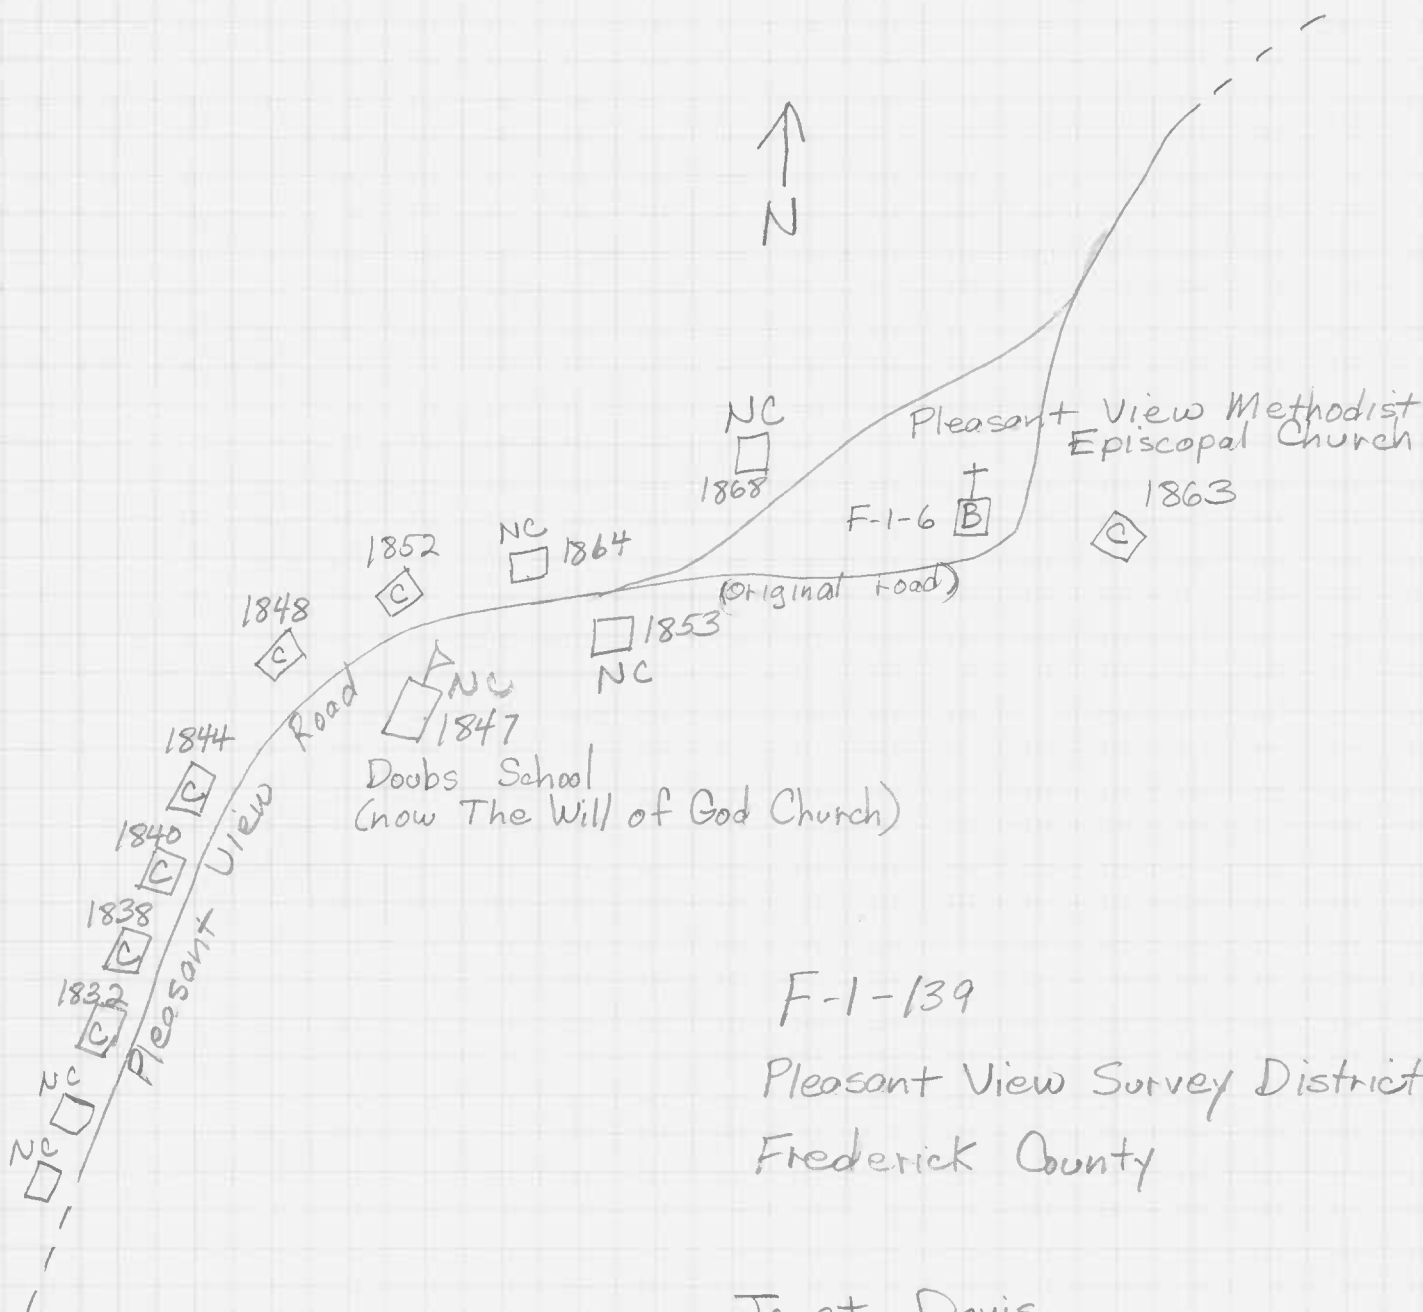 N
NC
1868
Pleasant View Methodist
Episcopal Church
1863
C
F-1-6
B
(original road)
NC
1864
1852
C
1848
C
1853
NC
NC
1847
Doubs School
(now The Will of God Church)
1844
C
1840
C
1838
C
1832
C
NC
NC
Pleasant View Road
F-1-139
Pleasant View Survey District
Frederick County
Davis